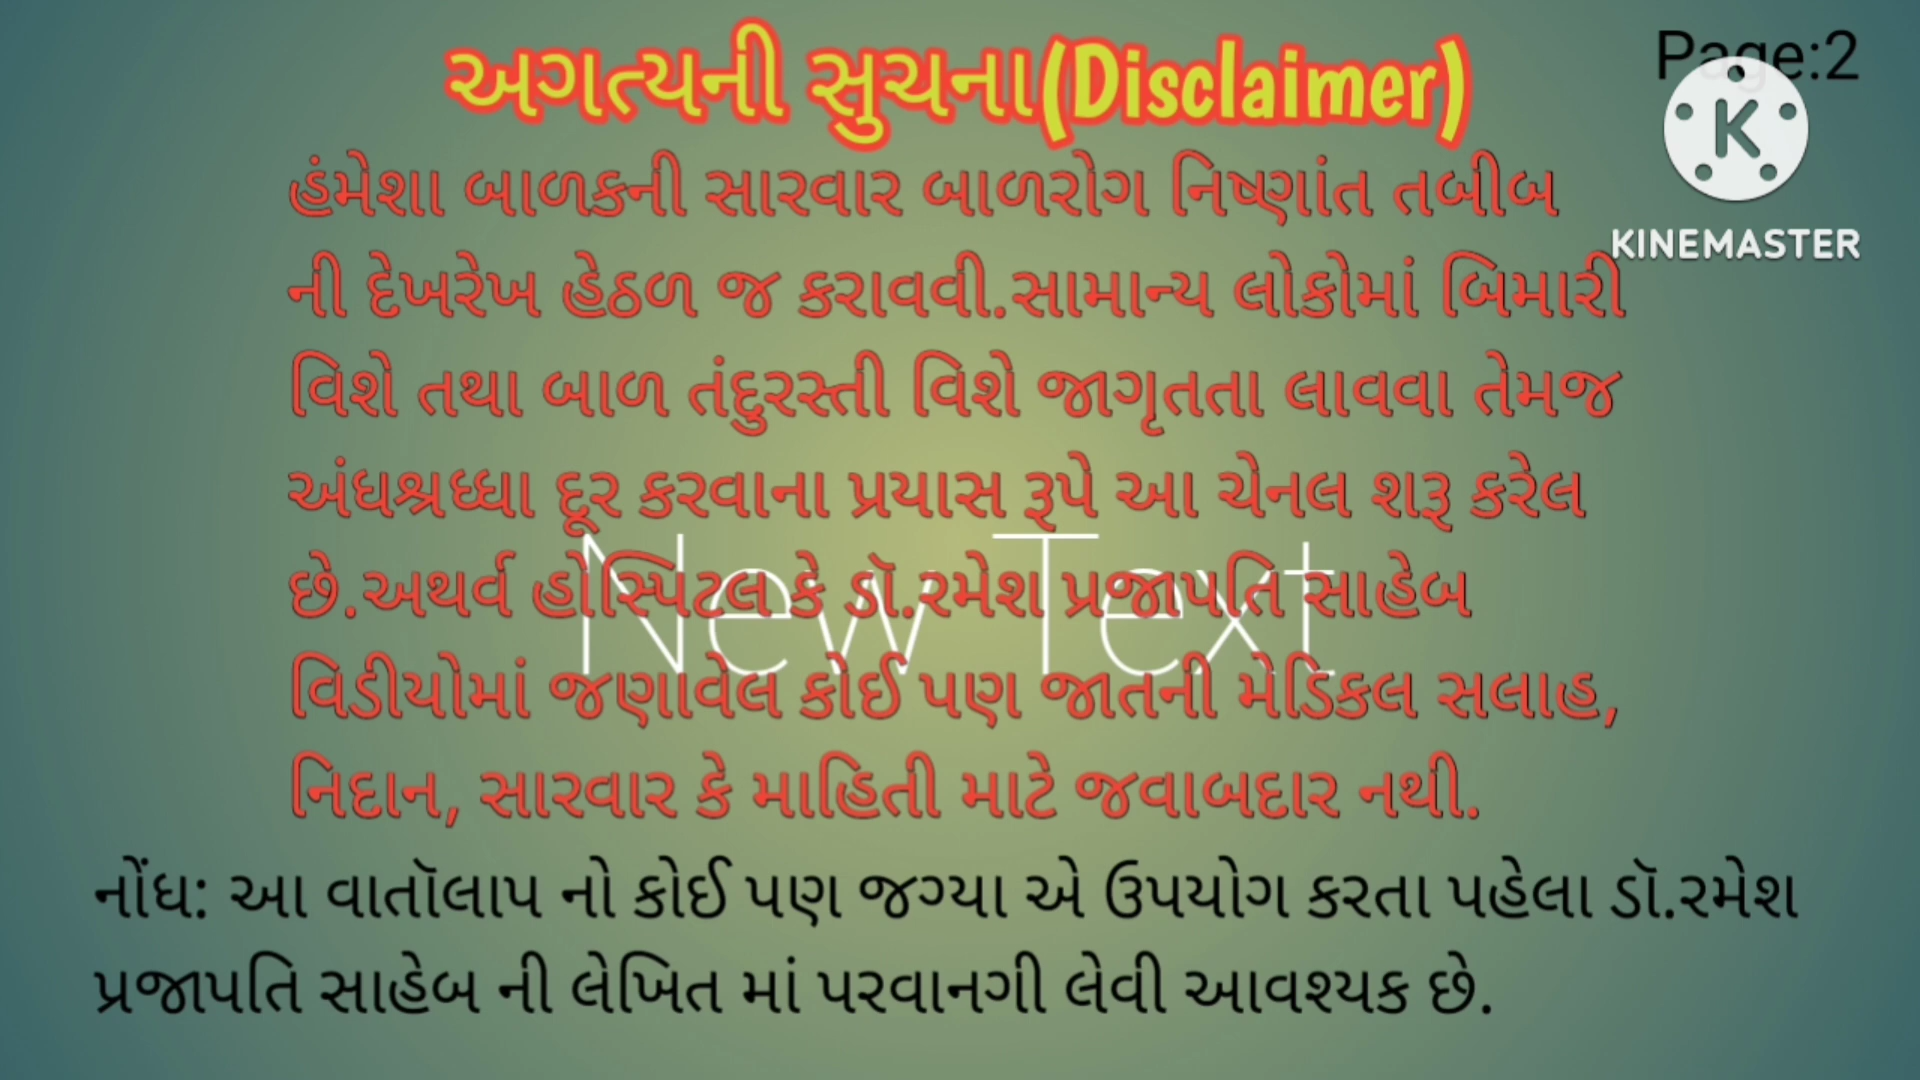 અગત્યની સુચના(Disclaimer)
Page:2
K
KINEMASTER
હંમેશા બાળકની સારવાર બાળરોગ નિષ્ણાંત તબીબ
ની દેખરેખ હેઠળ જ કરાવવી.સામાન્ય લોકોમાં બિમારી
વિશે તથા બાળ તંદુરસ્તી વિશે જાગૃતતા લાવવા તેમજ
અંધશ્રધ્ધા દૂર કરવાના પ્રયાસ રૂપે આ ચેનલ શરૂ કરેલ
New Text
છે.અથર્વ હોસ્પિટલ કે ડૉ.રમેશ પ્રજાપતિ સાહેબ
વિડીયોમાં જણાવેલ કોઈ પણ જાતની મેડિકલ સલાહ,
નિદાન, સારવાર કે માહિતી માટે જવાબદાર નથી.
નોંધ: આ વાતૉલાપ નો કોઈ પણ જગ્યા એ ઉપયોગ કરતા પહેલા ડૉ.રમેશ
પ્રજાપતિ સાહેબ ની લેખિત માં પરવાનગી લેવી આવશ્યક છે.